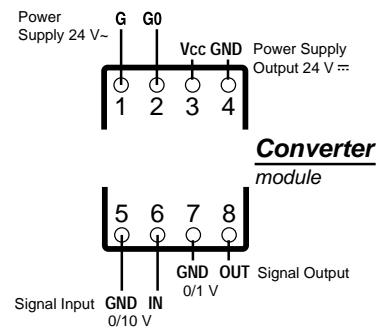 Power G G0
Supply 24 V~
Vcc GND Power Supply
Output 24 V ⎓
1 2 3 4
Converter
module
5 6 7 8
GND OUT Signal Output
0/1 V
Signal Input GND IN
0/10 V